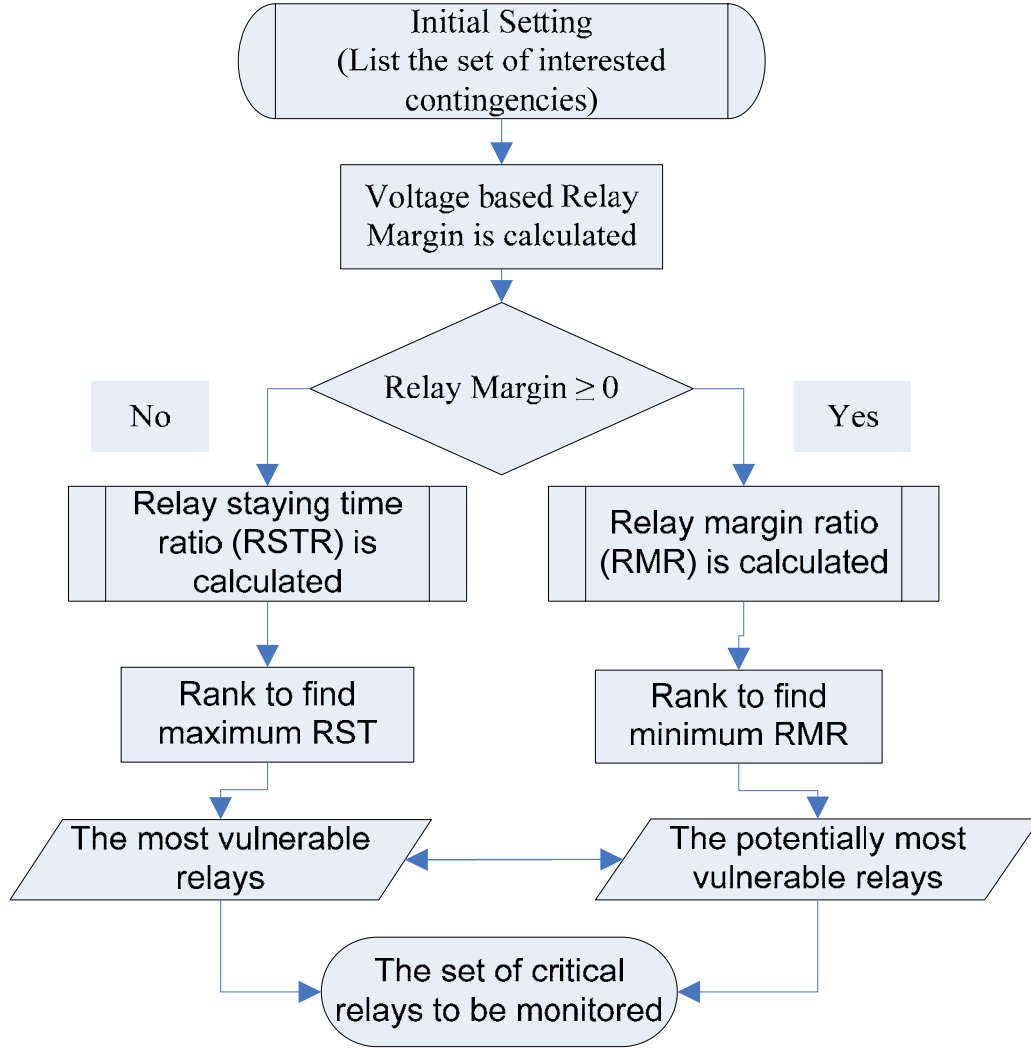 Initial Setting
(List the set of interested
contingencies)
Voltage based Relay
Margin is calculated
Relay Margin ≥ 0
No
Yes
Relay staying time
ratio (RSTR) is
calculated
Relay margin ratio
(RMR) is calculated
Rank to find
maximum RST
Rank to find
minimum RMR
The most vulnerable
relays
The potentially most
vulnerable relays
The set of critical
relays to be monitored